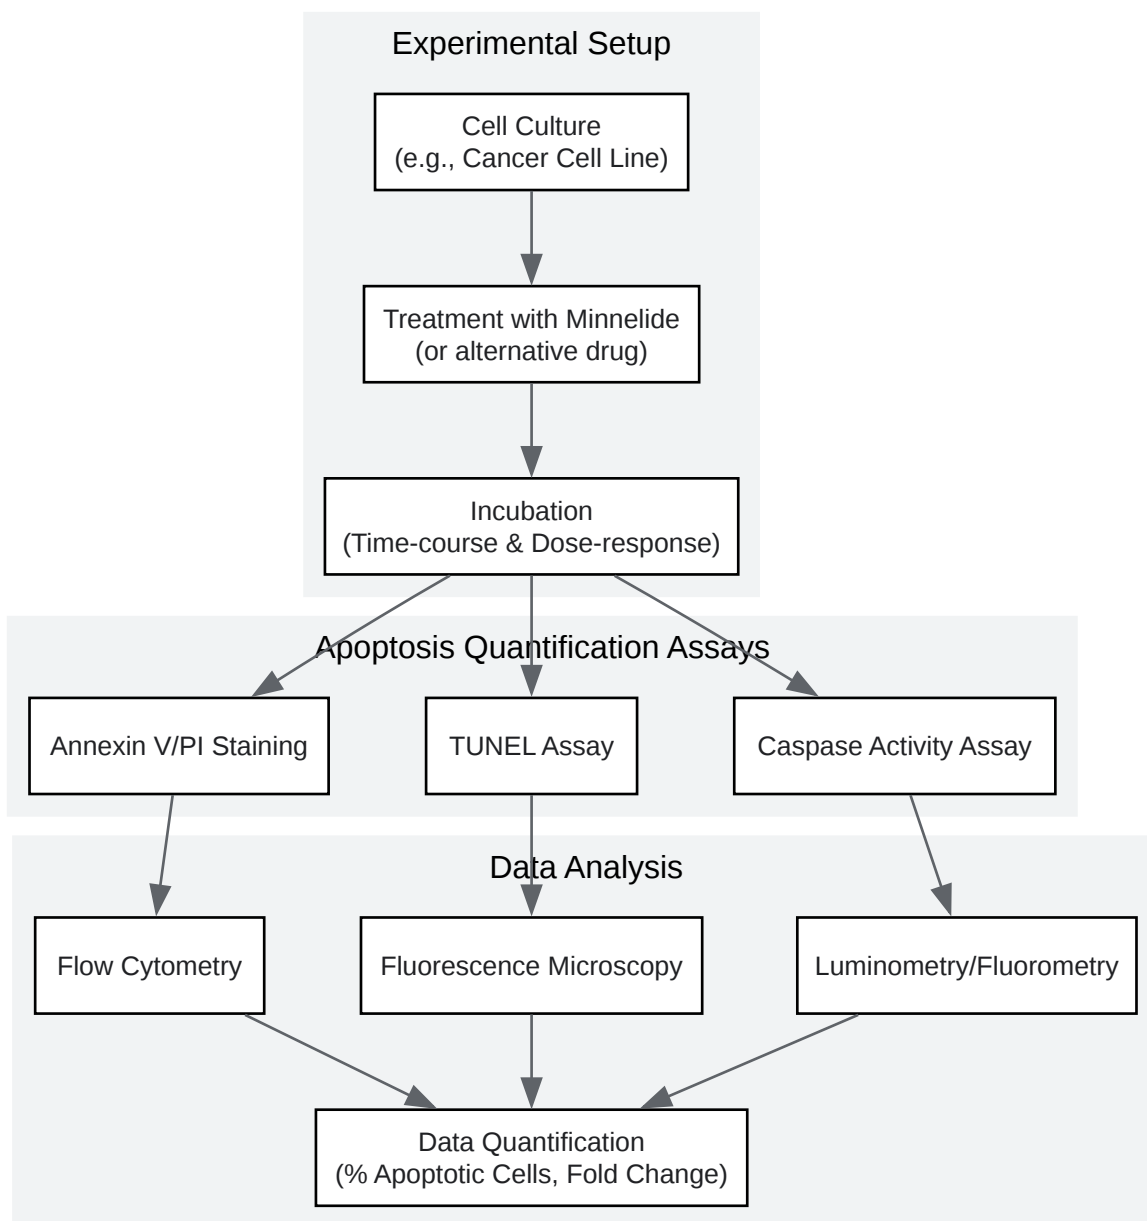 Experimental Setup
Cell Culture
(e.g., Cancer Cell Line)
Treatment with Minnelide
(or alternative drug)
Incubation
(Time-course & Dose-response)
Apoptosis Quantification Assays
Annexin V/PI Staining
TUNEL Assay
Caspase Activity Assay
Data Analysis
Flow Cytometry
Fluorescence Microscopy
Luminometry/Fluorometry
Data Quantification
(% Apoptotic Cells, Fold Change)